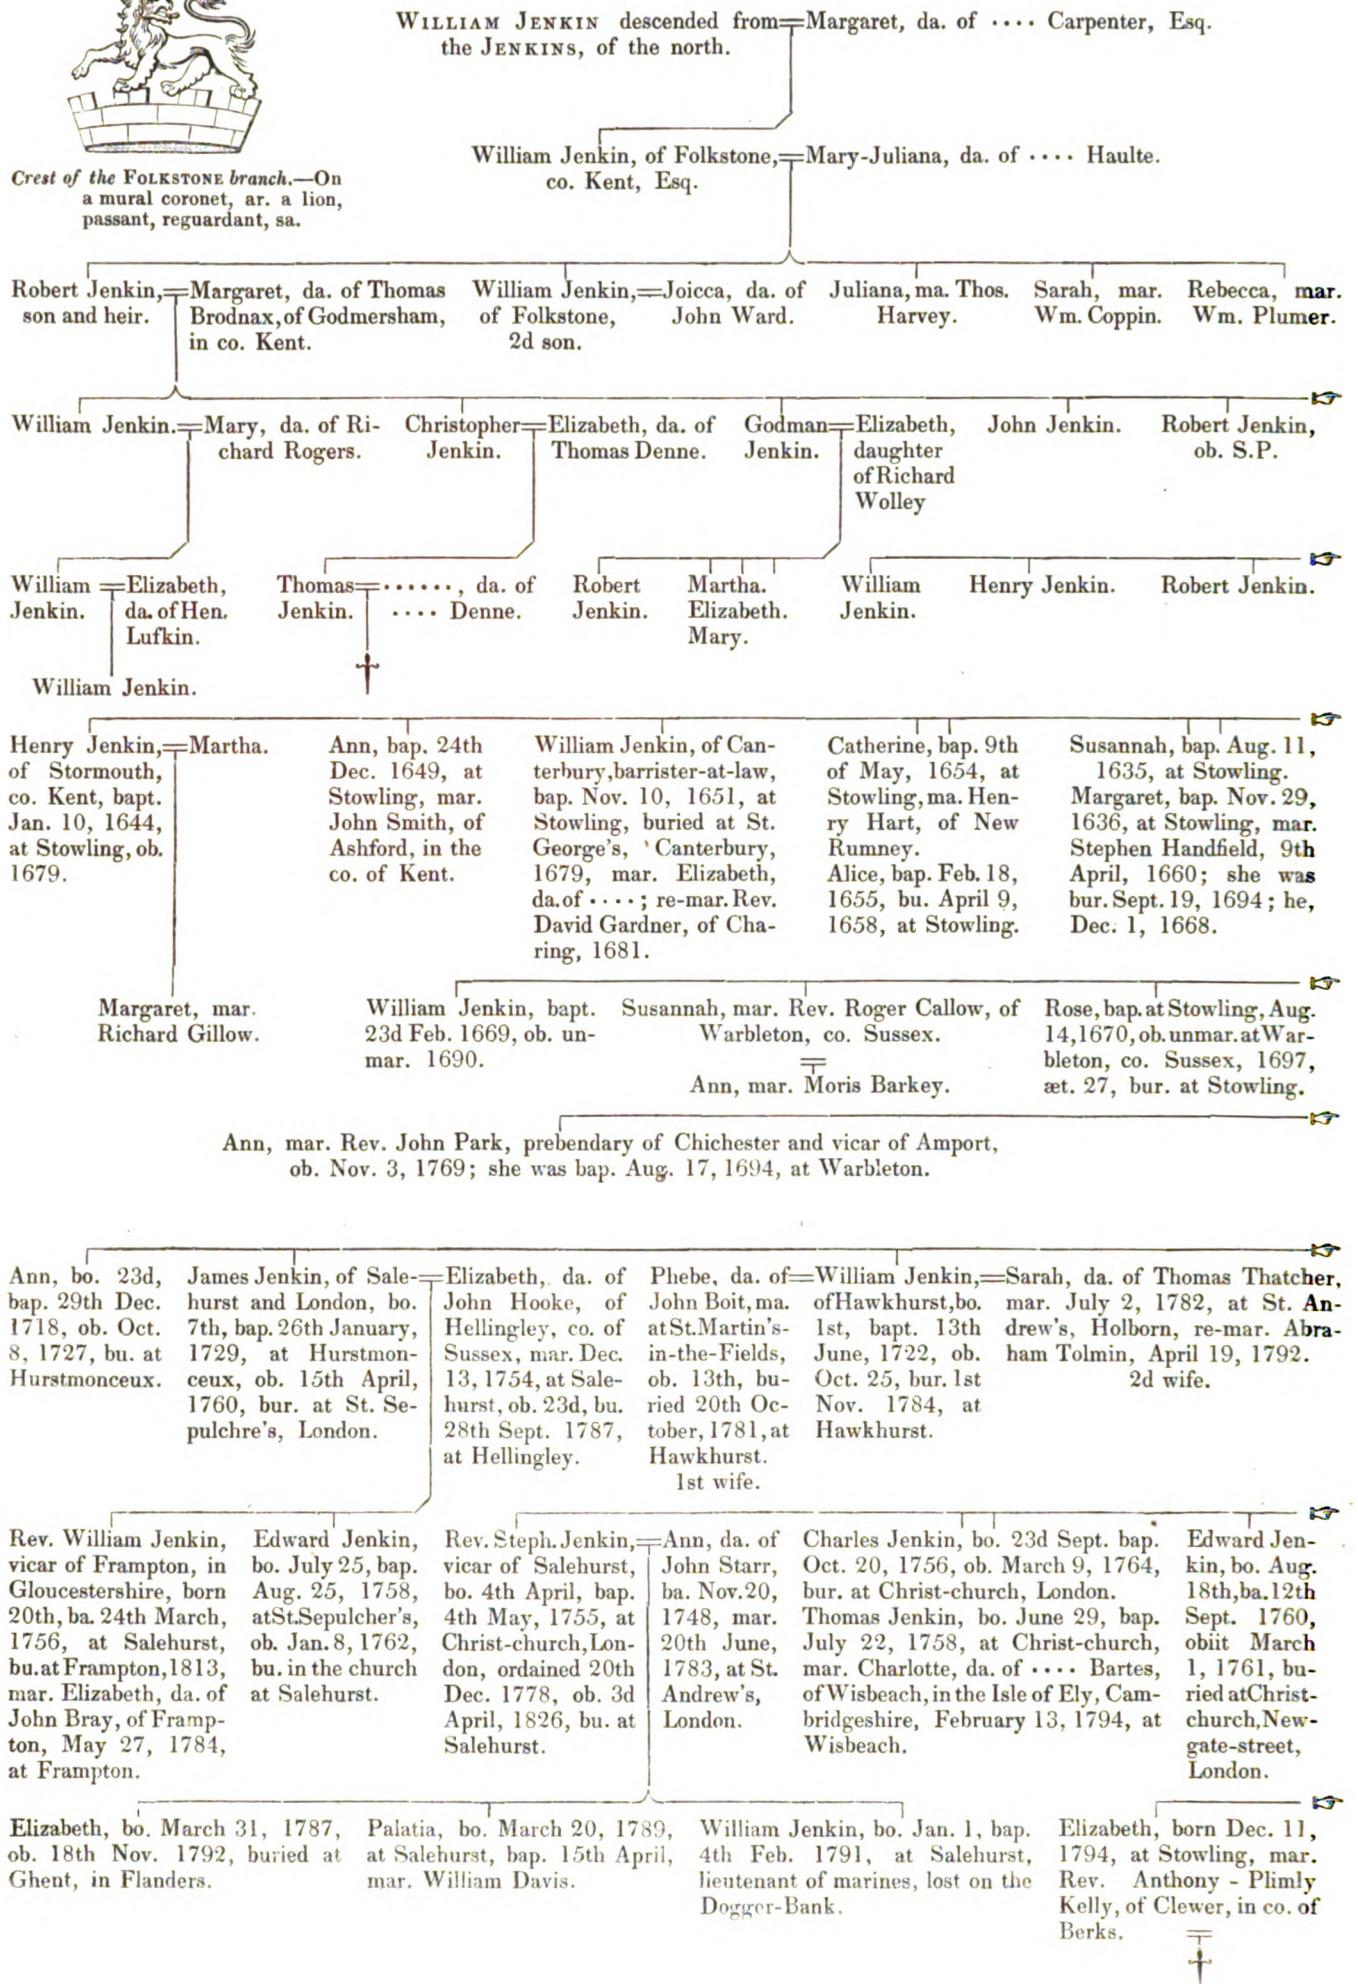 WILLIAM JENKIN descended from
the JENKINS, of the north.
Margaret, da. of ···· Carpenter, Esq.
Crest of the FOLKSTONE branch.—On
a mural coronet, ar. a lion,
passant, reguardant, sa.
William Jenkin, of Folkstone,
co. Kent, Esq.
Mary-Juliana, da. of ···· Haulte.
Robert Jenkin,
son and heir.
Margaret, da. of Thomas
Brodnax, of Godmersham,
in co. Kent.
William Jenkin,
of Folkstone,
2d son.
Joicca, da. of
John Ward.
Juliana, ma. Thos.
Harvey.
Sarah, mar.
Wm. Coppin.
Rebecca, mar.
Wm. Plumer.
William Jenkin.
Mary, da. of Ri-
chard Rogers.
Christopher
Jenkin.
Elizabeth, da. of
Thomas Denne.
Godman
Jenkin.
Elizabeth,
daughter
of Richard
Wolley
John Jenkin.
Robert Jenkin,
ob. S.P.
William
Jenkin.
Elizabeth,
da. of Hen.
Lufkin.
Thomas
Jenkin.
······, da. of
···· Denne.
Robert
Jenkin.
Martha.
Elizabeth.
Mary.
William
Jenkin.
Henry Jenkin.
Robert Jenkin.
William Jenkin.
Henry Jenkin,
of Stormouth,
co. Kent, bapt.
Jan. 10, 1644,
at Stowling, ob.
1679.
Martha.
Ann, bap. 24th
Dec. 1649, at
Stowling, mar.
John Smith, of
Ashford, in the
co. of Kent.
William Jenkin, of Can-
terbury, barrister-at-law,
bap. Nov. 10, 1651, at
Stowling, buried at St.
George's, Canterbury,
1679, mar. Elizabeth,
da. of ····; re-mar. Rev.
David Gardner, of Cha-
ring, 1681.
Catherine, bap. 9th
of May, 1654, at
Stowling, ma. Hen-
ry Hart, of New
Rumney.
Alice, bap. Feb. 18,
1655, bu. April 9,
1658, at Stowling.
Susannah, bap. Aug. 11,
1635, at Stowling.
Margaret, bap. Nov. 29,
1636, at Stowling, mar.
Stephen Handfield, 9th
April, 1660; she was
bur. Sept. 19, 1694; he,
Dec. 1, 1668.
Margaret, mar.
Richard Gillow.
William Jenkin, bapt.
23d Feb. 1669, ob. un-
mar. 1690.
Susannah, mar. Rev. Roger Callow, of
Warbleton, co. Sussex.
Ann, mar. Moris Barkey.
Rose, bap. at Stowling, Aug.
14, 1670, ob. unmar. at War-
bleton, co. Sussex, 1697,
æt. 27, bur. at Stowling.
Ann, mar. Rev. John Park, prebendary of Chichester and vicar of Amport,
ob. Nov. 3, 1769; she was bap. Aug. 17, 1694, at Warbleton.
Ann, bo. 23d,
bap. 29th Dec.
1718, ob. Oct.
8, 1727, bu. at
Hurstmonceux.
James Jenkin, of Sale-
hurst and London, bo.
7th, bap. 26th January,
1729, at Hurstmon-
ceux, ob. 15th April,
1760, bur. at St. Se-
pulchre's, London.
Elizabeth, da. of
John Hooke, of
Hellingley, co. of
Sussex, mar. Dec.
13, 1754, at Sale-
hurst, ob. 23d, bu.
28th Sept. 1787,
at Hellingley.
Phebe, da. of
John Boit, ma.
at St. Martin's-
in-the-Fields,
ob. 13th, bu-
ried 20th Oc-
tober, 1781, at
Hawkhurst.
1st wife.
William Jenkin,
of Hawkhurst, bo.
1st, bapt. 13th
June, 1722, ob.
Oct. 25, bur. 1st
Nov. 1784, at
Hawkhurst.
Sarah, da. of Thomas Thatcher,
mar. July 2, 1782, at St. An-
drew's, Holborn, re-mar. Abra-
ham Tolmin, April 19, 1792.
2d wife.
Rev. William Jenkin,
vicar of Frampton, in
Gloucestershire, born
20th, ba. 24th March,
1756, at Salehurst,
bu. at Frampton, 1813,
mar. Elizabeth, da. of
John Bray, of Framp-
ton, May 27, 1784,
at Frampton.
Edward Jenkin,
bo. July 25, bap.
Aug. 25, 1758,
at St. Sepulcher's,
ob. Jan. 8, 1762,
bu. in the church
at Salehurst.
Rev. Steph. Jenkin,
vicar of Salehurst,
bo. 4th April, bap.
4th May, 1755, at
Christ-church, Lon-
don, ordained 20th
Dec. 1778, ob. 3d
April, 1826, bu. at
Salehurst.
Ann, da. of
John Starr,
ba. Nov. 20,
1748, mar.
20th June,
1783, at St.
Andrew's,
London.
Charles Jenkin, bo. 23d Sept. bap.
Oct. 20, 1756, ob. March 9, 1764,
bur. at Christ-church, London.
Thomas Jenkin, bo. June 29, bap.
July 22, 1758, at Christ-church,
mar. Charlotte, da. of ···· Bartes,
of Wisbeach, in the Isle of Ely, Cam-
bridgeshire, February 13, 1794, at
Wisbeach.
Edward Jen-
kin, bo. Aug.
18th, ba. 12th
Sept. 1760,
obiit March
1, 1761, bu-
ried at Christ-
church, New-
gate-street,
London.
Elizabeth, bo. March 31, 1787,
ob. 18th Nov. 1792, buried at
Ghent, in Flanders.
Palatia, bo. March 20, 1789,
at Salehurst, bap. 15th April,
mar. William Davis.
William Jenkin, bo. Jan. 1, bap.
4th Feb. 1791, at Salehurst,
lieutenant of marines, lost on the
Dogger-Bank.
Elizabeth, born Dec. 11,
1794, at Stowling, mar.
Rev. Anthony - Plimly
Kelly, of Clewer, in co. of
Berks.